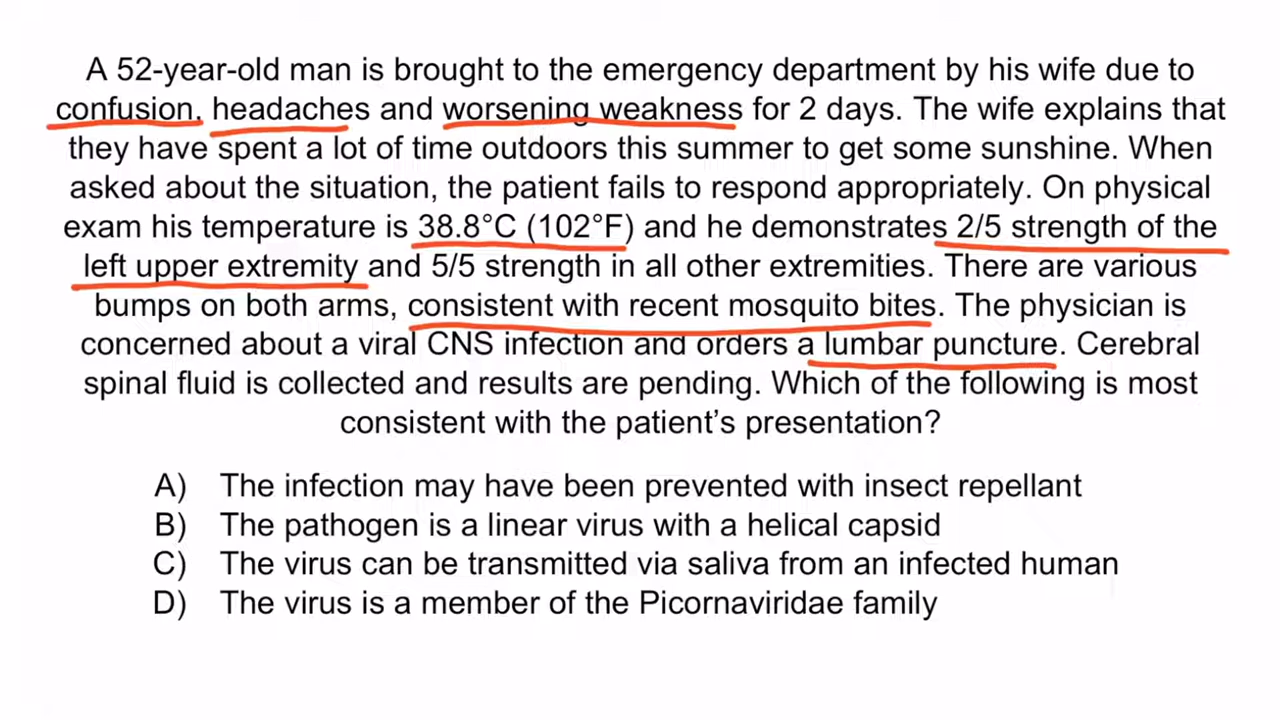 A 52-year-old man is brought to the emergency department by his wife due to
confusion, headaches and worsening weakness for 2 days. The wife explains that
they have spent a lot of time outdoors this summer to get some sunshine. When
asked about the situation, the patient fails to respond appropriately. On physical
exam his temperature is 38.8°C (102°F) and he demonstrates 2/5 strength of the
left upper extremity and 5/5 strength in all other extremities. There are various
bumps on both arms, consistent with recent mosquito bites. The physician is
concerned about a viral CNS infection and orders a lumbar puncture. Cerebral
spinal fluid is collected and results are pending. Which of the following is most
consistent with the patient's presentation?
A) The infection may have been prevented with insect repellant
B) The pathogen is a linear virus with a helical capsid
C) The virus can be transmitted via saliva from an infected human
D) The virus is a member of the Picornaviridae family